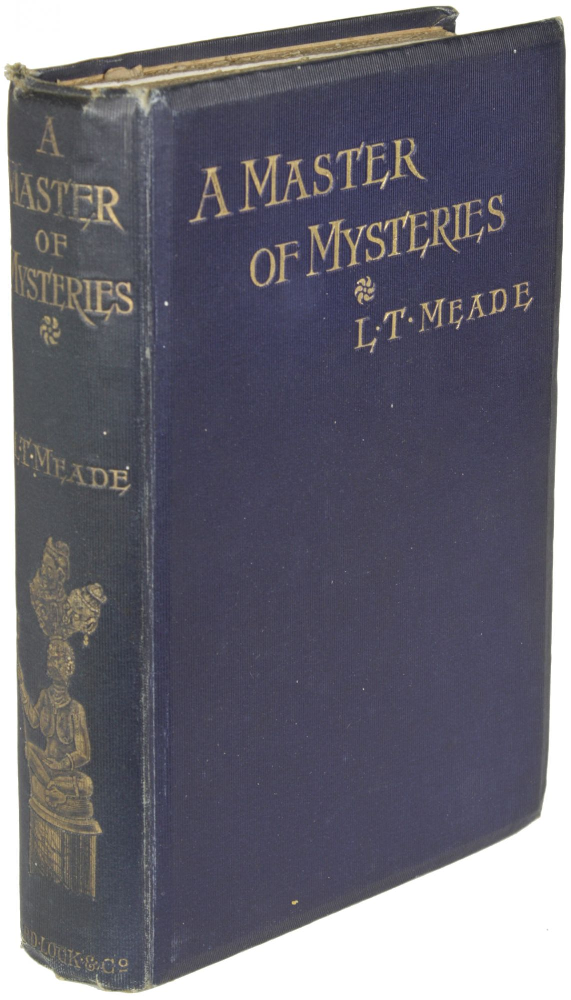 A
MASTER
OF
MYSTERIES
L.T.MEADE
LOCK.&.Co
A MASTER
OF MYSTERIES
L.T.MEADE